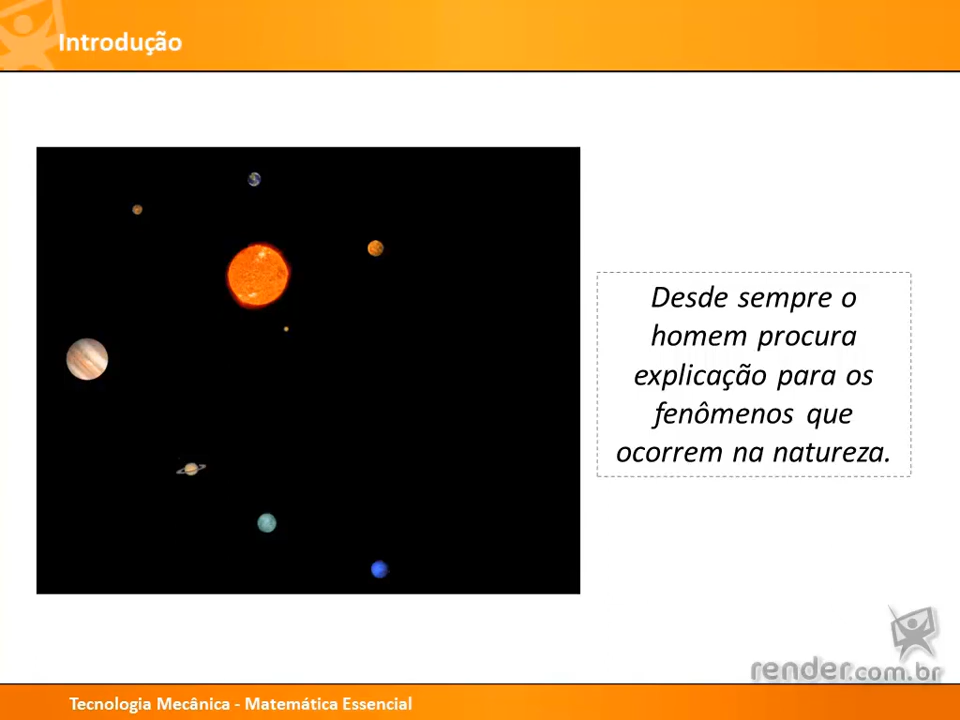 Introdução
Desde sempre o
homem procura
explicação para os
fenômenos que
ocorrem na natureza.
render.com.br
Tecnologia Mecânica - Matemática Essencial